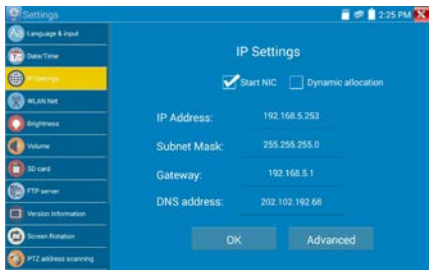 Settings
2:25 PM
Language & input
Date/Time
IP Settings
WLAN Net
Brightness
Volume
SD card
FTP server
Version Information
Screen Rotation
PTZ address scanning
IP Settings
Start NIC
Dynamic allocation
IP Address: 192.168.5.253
Subnet Mask: 255.255.255.0
Gateway: 192.168.5.1
DNS address: 202.102.192.68
OK
Advanced